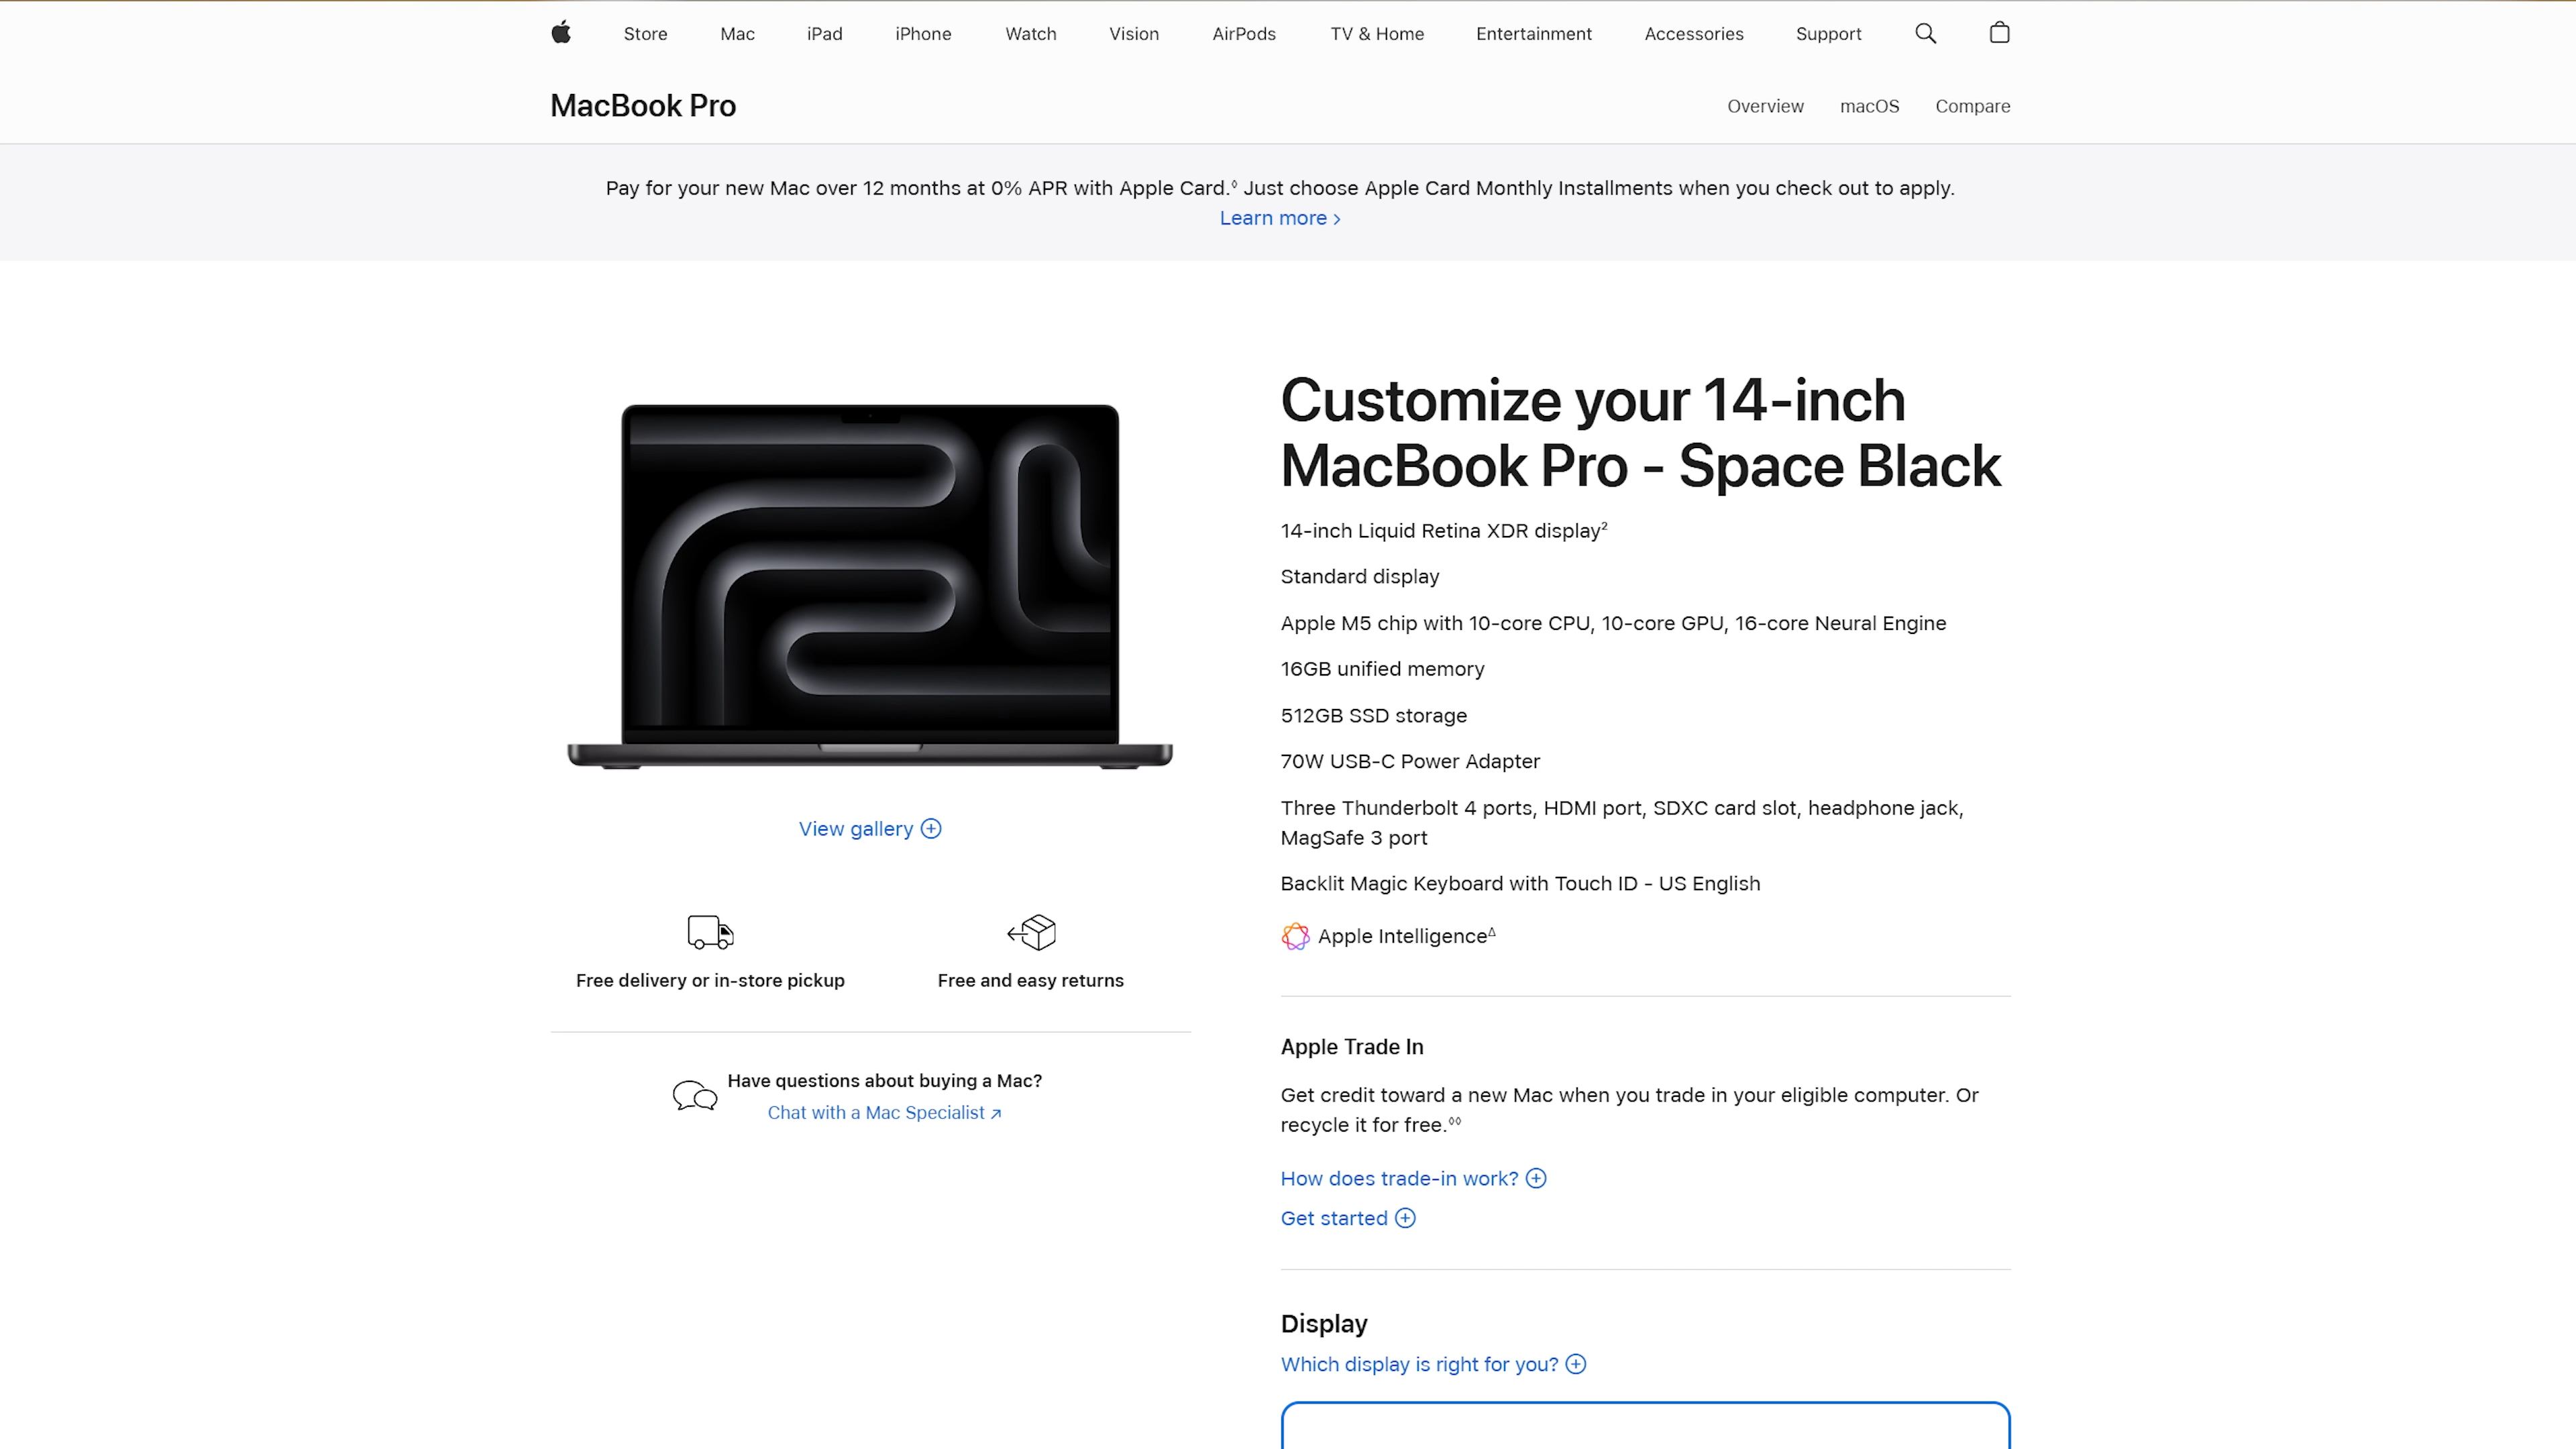 Store Mac iPad iPhone Watch Vision AirPods TV & Home Entertainment Accessories Support
MacBook Pro
Overview macOS Compare
Pay for your new Mac over 12 months at 0% APR with Apple Card.◊ Just choose Apple Card Monthly Installments when you check out to apply.
Learn more >
Customize your 14-inch
MacBook Pro - Space Black
14-inch Liquid Retina XDR display²
Standard display
Apple M5 chip with 10-core CPU, 10-core GPU, 16-core Neural Engine
16GB unified memory
512GB SSD storage
70W USB-C Power Adapter
Three Thunderbolt 4 ports, HDMI port, SDXC card slot, headphone jack,
MagSafe 3 port
Backlit Magic Keyboard with Touch ID - US English
Apple Intelligence∆
View gallery
Free delivery or in-store pickup
Free and easy returns
Have questions about buying a Mac?
Chat with a Mac Specialist ↗
Apple Trade In
Get credit toward a new Mac when you trade in your eligible computer. Or
recycle it for free.◊◊
How does trade-in work?
Get started
Display
Which display is right for you?